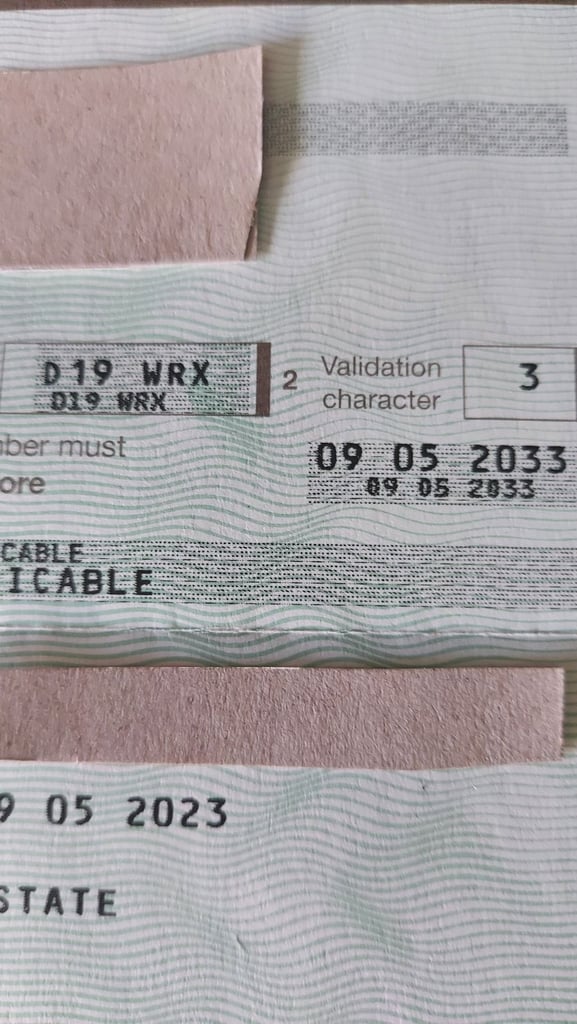 D19 WRX
D19 WRX
2 Validation character
3
ber must
ore
09 05 2033
09 05 2033
CABLE
ICABLE
9 05 2023
STATE